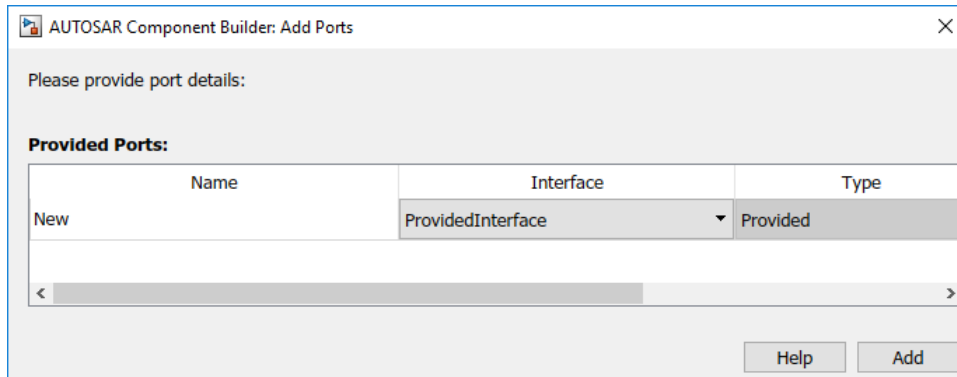 AUTOSAR Component Builder: Add Ports
Please provide port details:
Provided Ports:
Name Interface Type
New ProvidedInterface Provided
Help Add